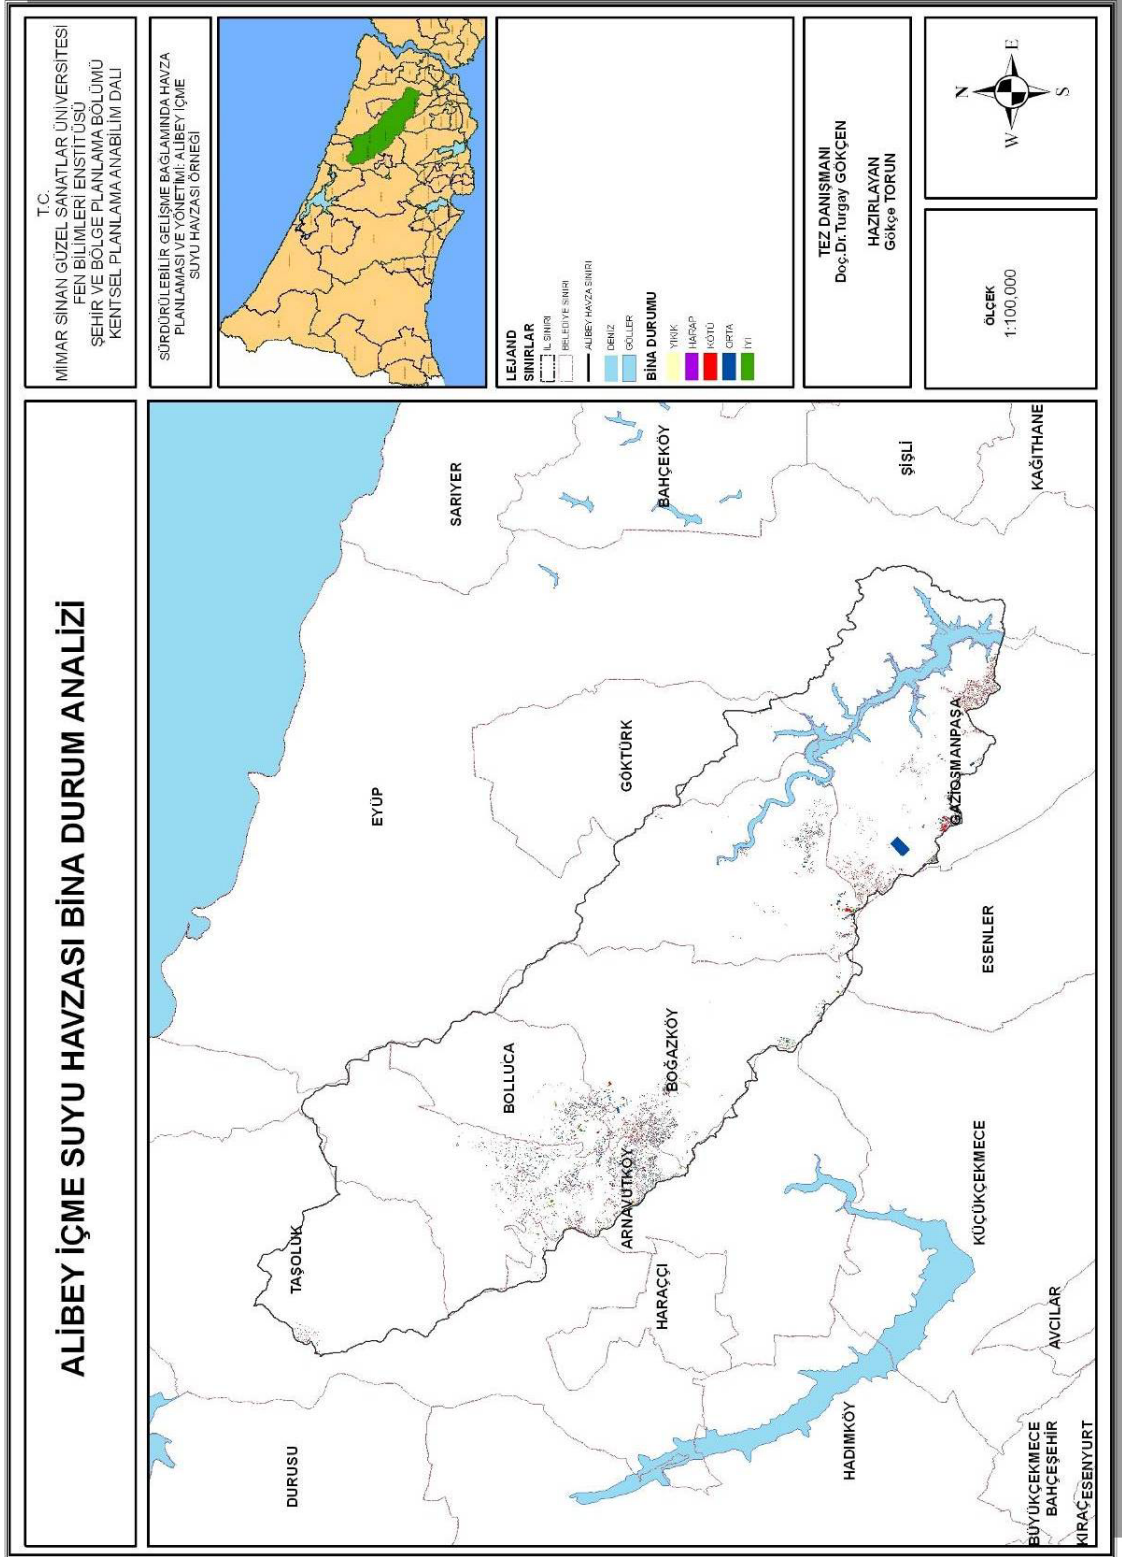 ALİBEY İÇME SUYU HAVZASI BİNA DURUM ANALİZİ
T.C.
MİMAR SİNAN GÜZEL SANATLAR ÜNİVERSİTESİ
FEN BİLİMLERİ ENSTİTÜSÜ
ŞEHİR VE BÖLGE PLANLAMA BÖLÜMÜ
KENTSEL PLANLAMA ANABİLİM DALI
SÜRDÜRÜLEBİLİR GELİŞME BAĞLAMINDA HAVZA
PLANLAMASI VE YÖNETİMİ: ALİBEY İÇME
SUYU HAVZASI ÖRNEĞİ
LEJAND
SINIRLAR
İL SINIRI
BELEDİYE SINIRI
ALİBEY HAVZA SINIRI
DENİZ
GÖLLER
BİNA DURUMU
YIKIK
HARAP
KÖTÜ
ORTA
İYİ
TEZ DANIŞMANI
Doç.Dr.Turgay GÖKÇEN
HAZIRLAYAN
Gökçe TORUN
ÖLÇEK
1:100,000
N
W
E
S
DURUSU
TAŞOLUK
EYÜP
SARIYER
BOLLUCA
GÖKTÜRK
BAHÇEKÖY
HARAÇÇI
ARNAVUTKÖY
BOĞAZKÖY
HADIMKÖY
ŞİŞLİ
GAZİOSMANPAŞA
ESENLER
KÜÇÜKÇEKMECE
KAĞITHANE
AVCILAR
BÜYÜKÇEKMECE
BAHÇEŞEHİR
KIRAÇ
ESENYURT